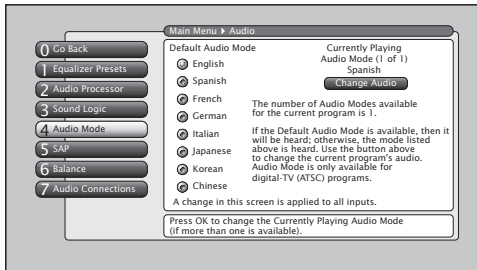 Main Menu ▸ Audio
0 Go Back
1 Equalizer Presets
2 Audio Processor
3 Sound Logic
4 Audio Mode
5 SAP
6 Balance
7 Audio Connections
Default Audio Mode
English
Spanish
French
German
Italian
Japanese
Korean
Chinese
Currently Playing
Audio Mode (1 of 1)
Spanish
Change Audio
The number of Audio Modes available
for the current program is 1.
If the Default Audio Mode is available, then it
will be heard; otherwise, the mode listed
above is heard. Use the button above
to change the current program's audio.
Audio Mode is only available for
digital-TV (ATSC) programs.
A change in this screen is applied to all inputs.
Press OK to change the Currently Playing Audio Mode
(if more than one is available).